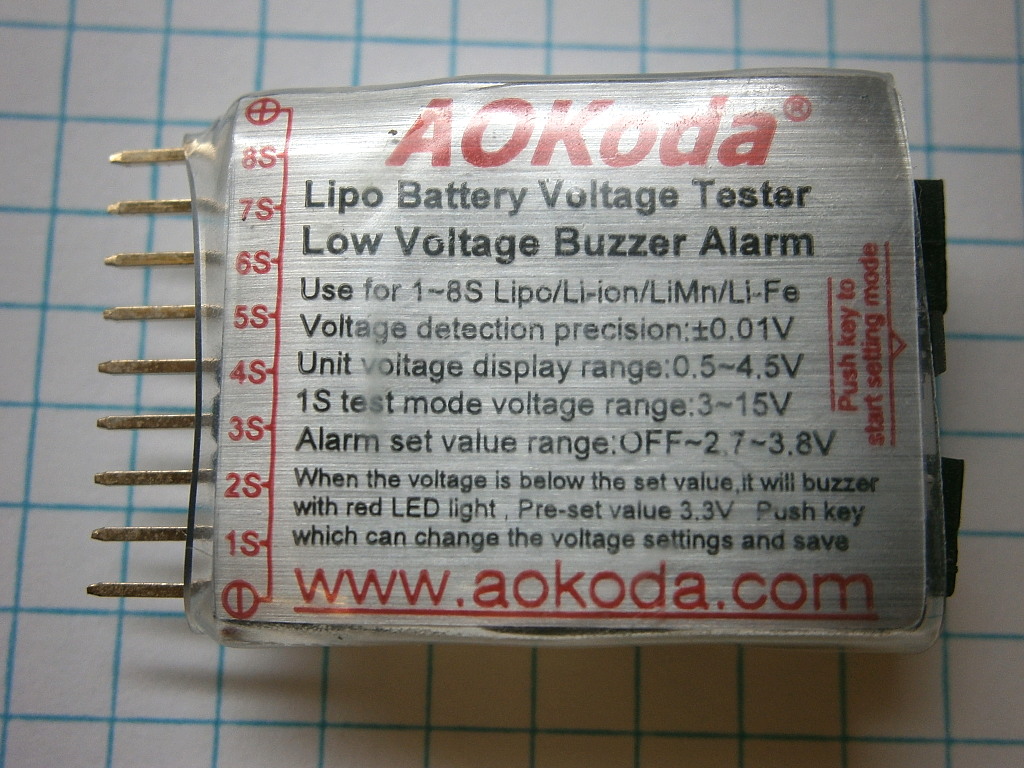 AOKoda®
Lipo Battery Voltage Tester
Low Voltage Buzzer Alarm
Use for 1~8S Lipo/Li-ion/LiMn/Li-Fe
Voltage detection precision:±0.01V
Unit voltage display range:0.5~4.5V
1S test mode voltage range:3~15V
Alarm set value range:OFF~2.7~3.8V
When the voltage is below the set value,it will buzzer
with red LED light , Pre-set value 3.3V Push key
which can change the voltage settings and save
www.aokoda.com
8S
7S
6S
5S
4S
3S
2S
1S
Push key to
start setting mode